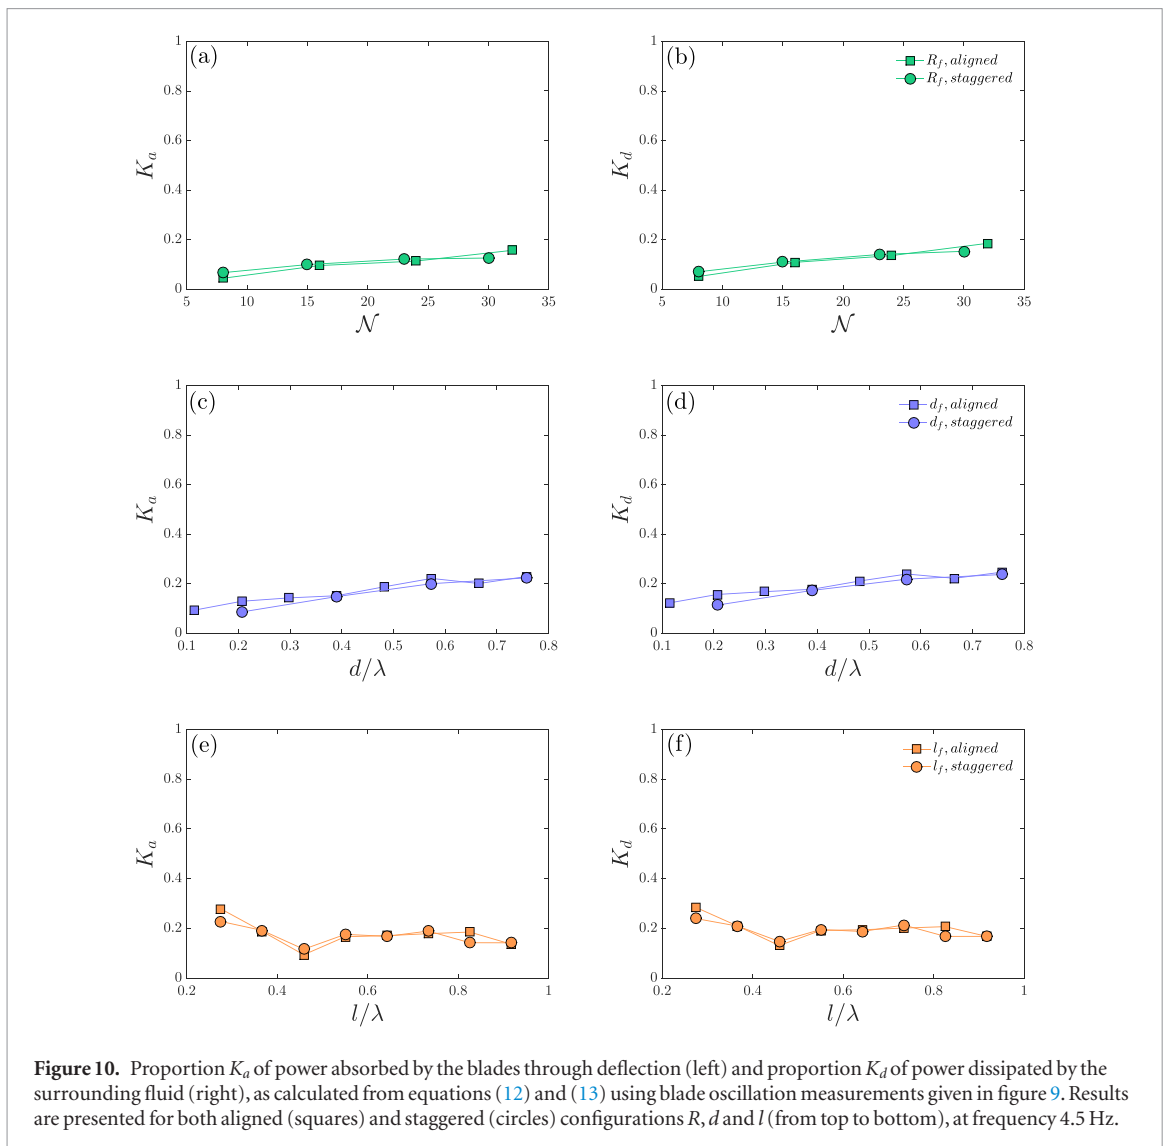 (a)
1
0.8
0.6
0.4
0.2
0
K_a
5 10 15 20 25 30 35
𝒩
(b)
R_f, aligned
R_f, staggered
1
0.8
0.6
0.4
0.2
0
K_d
5 10 15 20 25 30 35
𝒩
(c)
1
0.8
0.6
0.4
0.2
0
K_a
0.1 0.2 0.3 0.4 0.5 0.6 0.7 0.8
d/λ
(d)
d_f, aligned
d_f, staggered
1
0.8
0.6
0.4
0.2
0
K_d
0.1 0.2 0.3 0.4 0.5 0.6 0.7 0.8
d/λ
(e)
1
0.8
0.6
0.4
0.2
0
K_a
0.2 0.4 0.6 0.8 1
l/λ
(f)
l_f, aligned
l_f, staggered
1
0.8
0.6
0.4
0.2
0
K_d
0.2 0.4 0.6 0.8 1
l/λ
Figure 10. Proportion K_a of power absorbed by the blades through deflection (left) and proportion K_d of power dissipated by the
surrounding fluid (right), as calculated from equations (12) and (13) using blade oscillation measurements given in figure 9. Results
are presented for both aligned (squares) and staggered (circles) configurations R, d and l (from top to bottom), at frequency 4.5 Hz.